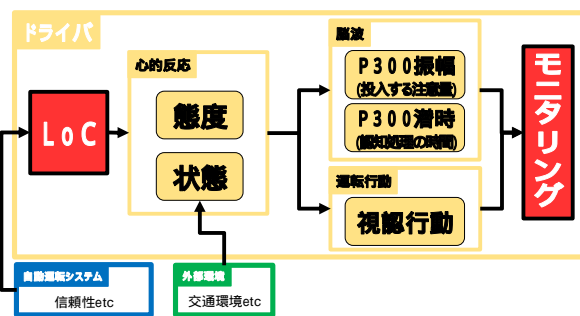 ドライバ
脳波
心的反応
P300振幅
(投入する注意量)
P300潜時
(認知処理の時間)
LoC
態度
状態
運転行動
視認行動
モニタリング
自動運転システム
信頼性etc
外部環境
交通環境etc